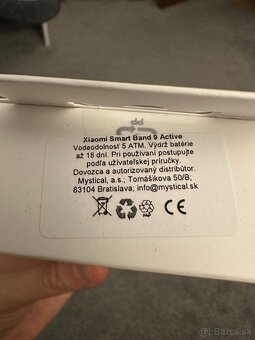 PP
Xiaomi Smart Band 9 Active
Vodeodolnosť 5 ATM. Výdrž batérie
až 18 dní. Pri používaní postupujte
podľa užívateľskej príručky.
Dovozca a autorizovaný distribútor:
Mystical, a.s.; Tomášikova 50/B;
83104 Bratislava; info@mystical.sk
CE
Bazos.sk